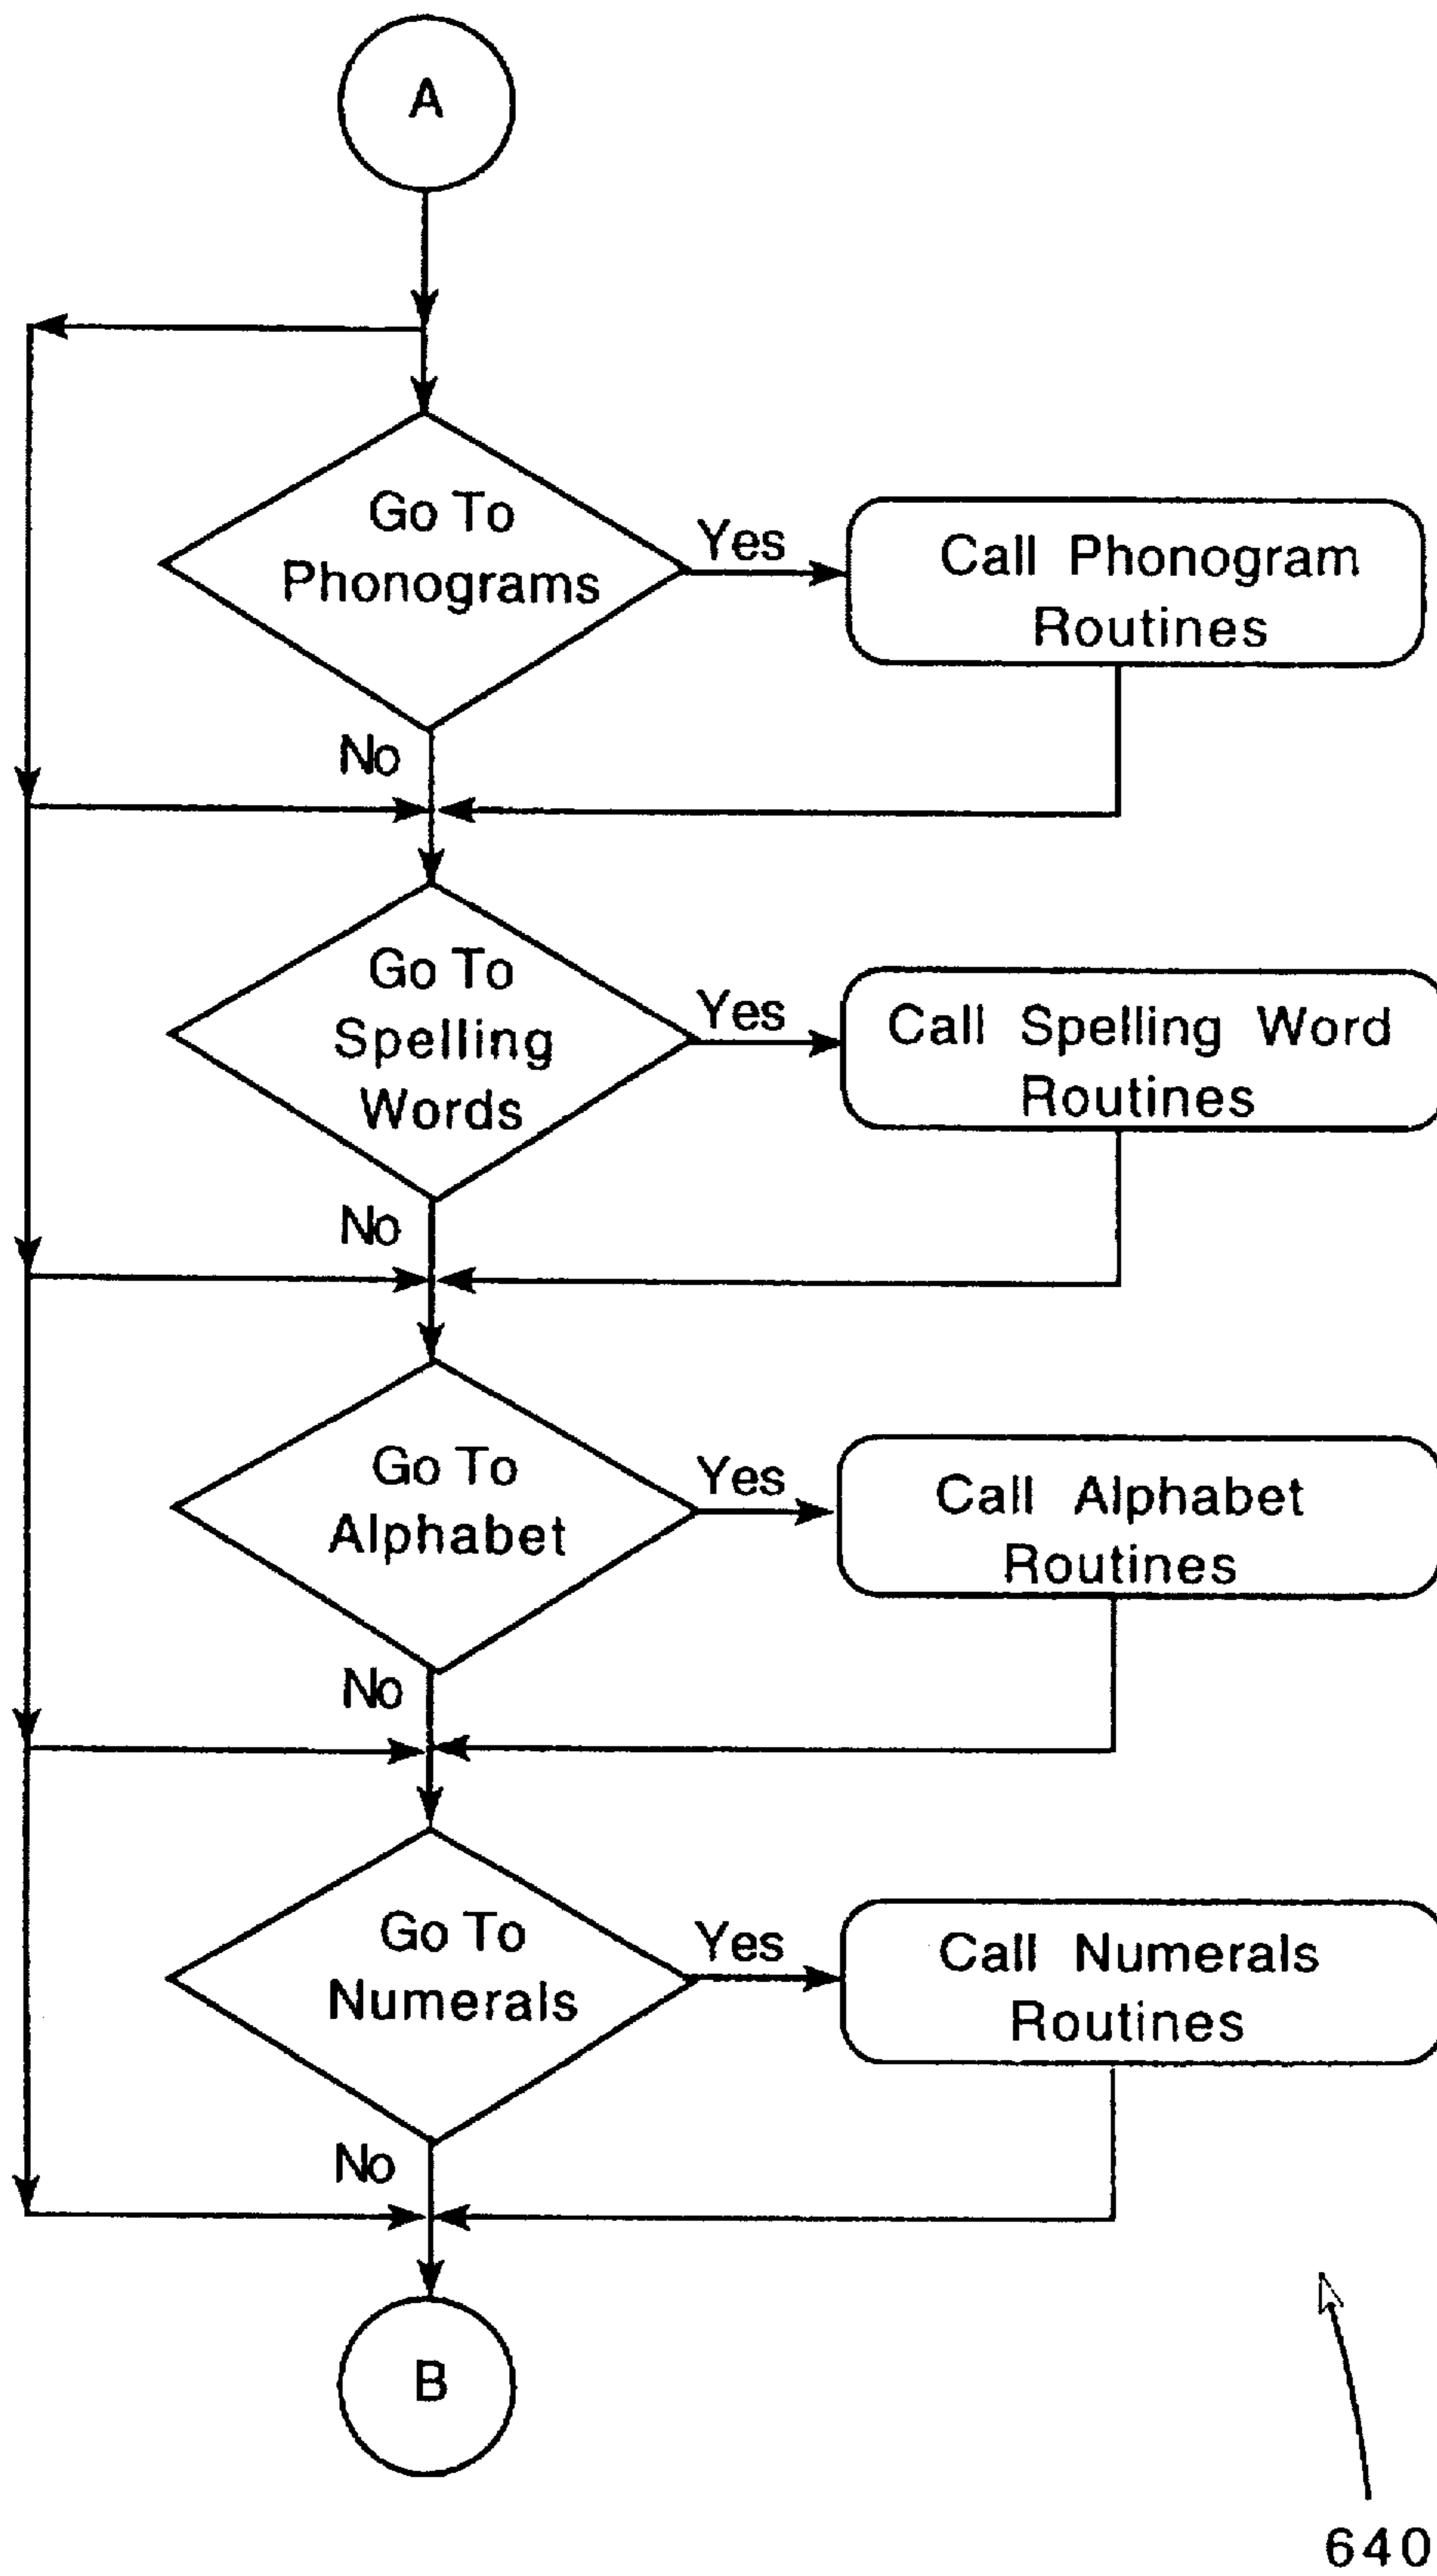 A
Go To
Phonograms
Yes
Call Phonogram
Routines
No
Go To
Spelling
Words
Yes
Call Spelling Word
Routines
No
Go To
Alphabet
Yes
Call Alphabet
Routines
No
Go To
Numerals
Yes
Call Numerals
Routines
No
B
640